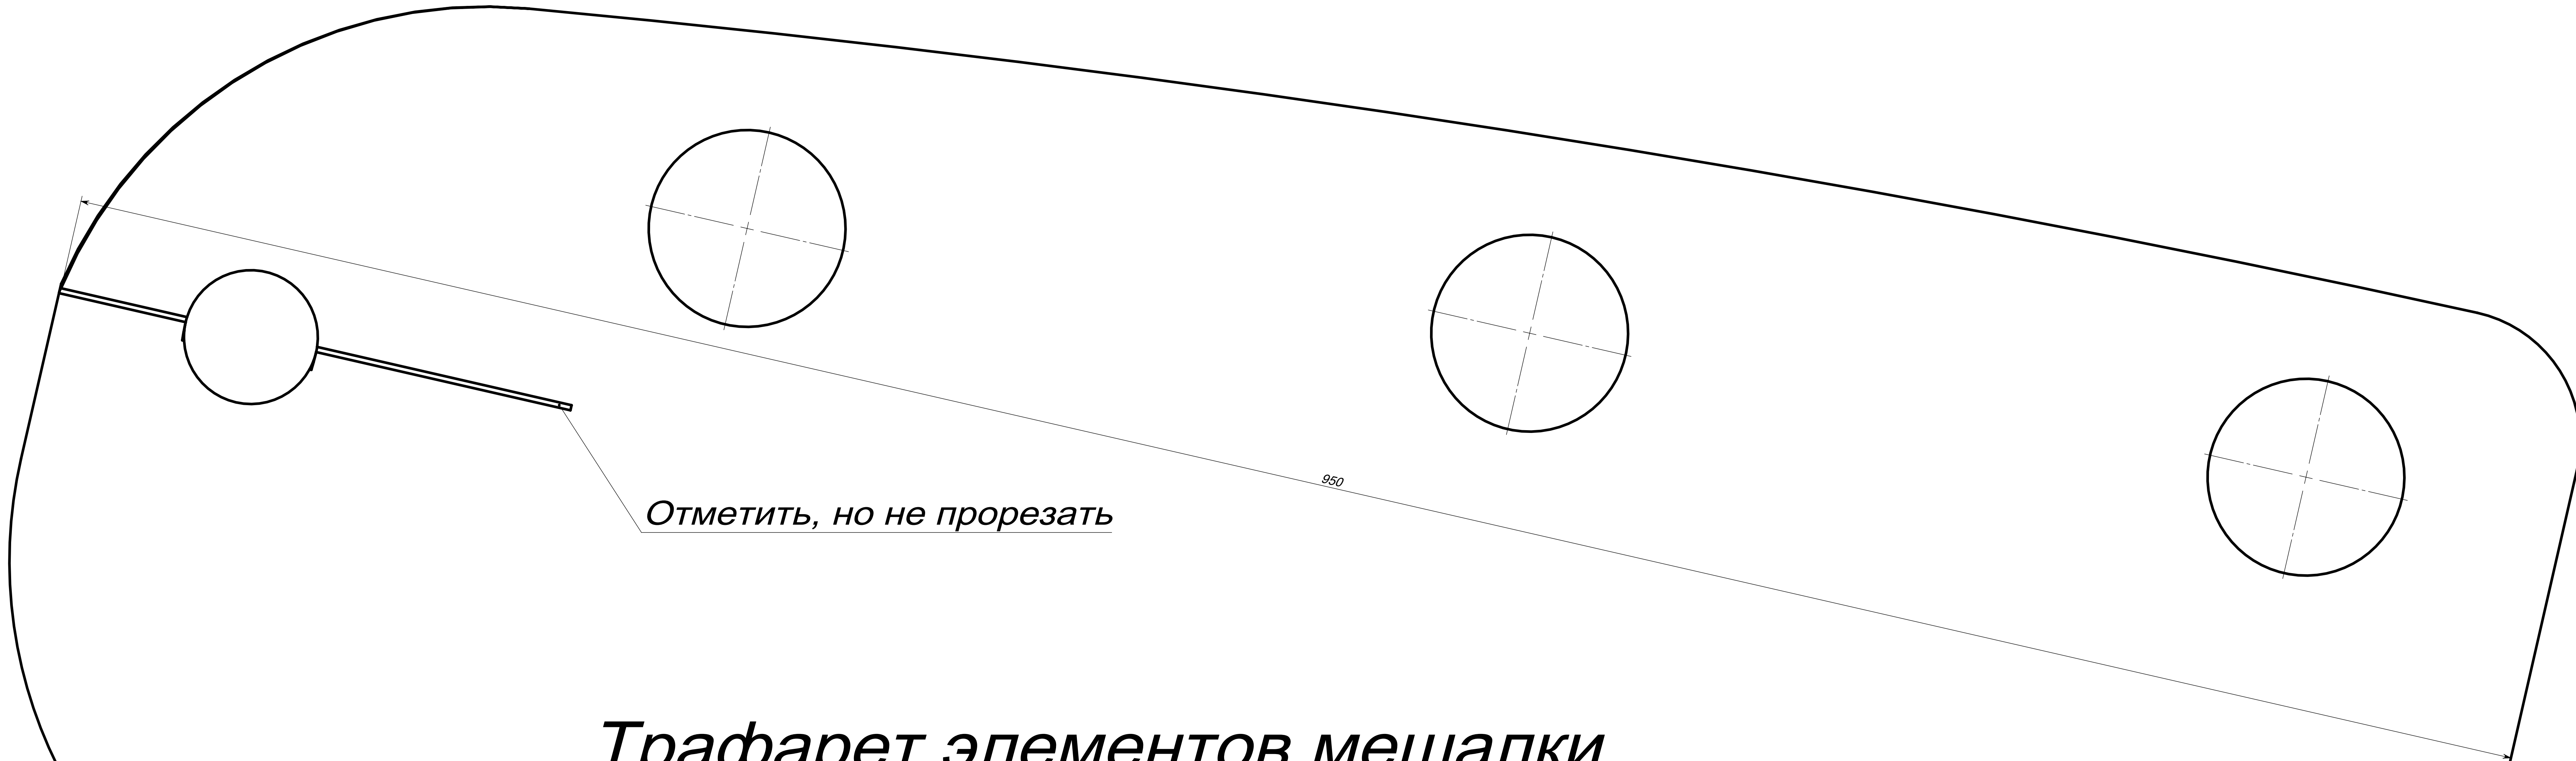 950
Отметить, но не прорезать
Трафарет элементов мешалки